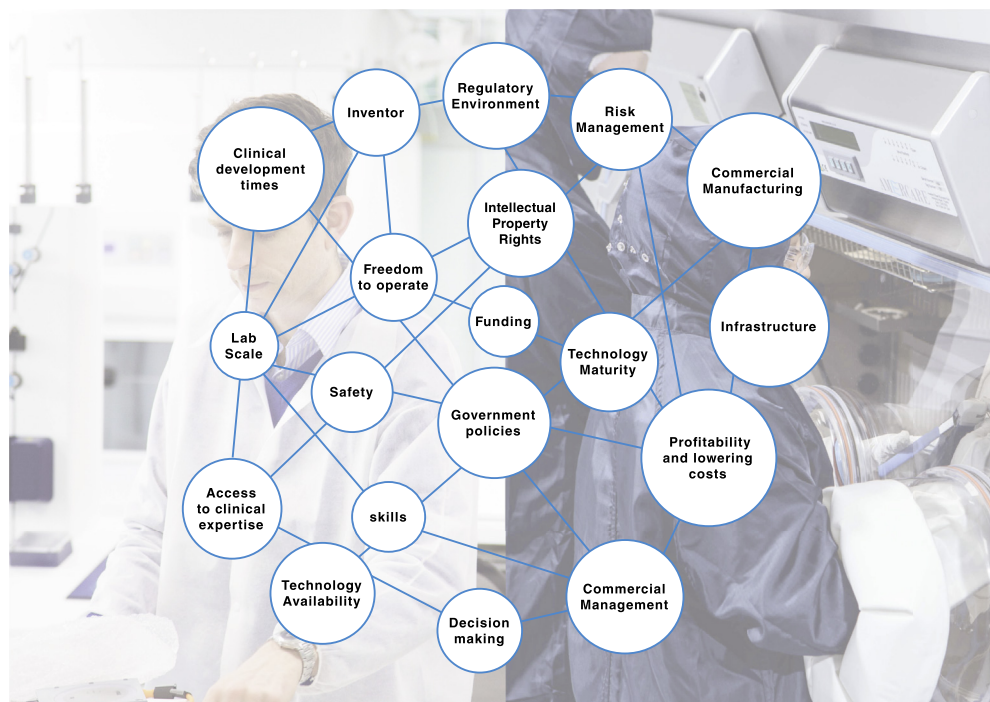 Regulatory
Environment
Inventor
Risk
Management
Clinical
development
times
Commercial
Manufacturing
Intellectual
Property
Rights
Freedom
to operate
Funding
Infrastructure
Lab
Scale
Technology
Maturity
Safety
Government
policies
Profitability
and lowering
costs
Access
to clinical
expertise
skills
Technology
Availability
Commercial
Management
Decision
making